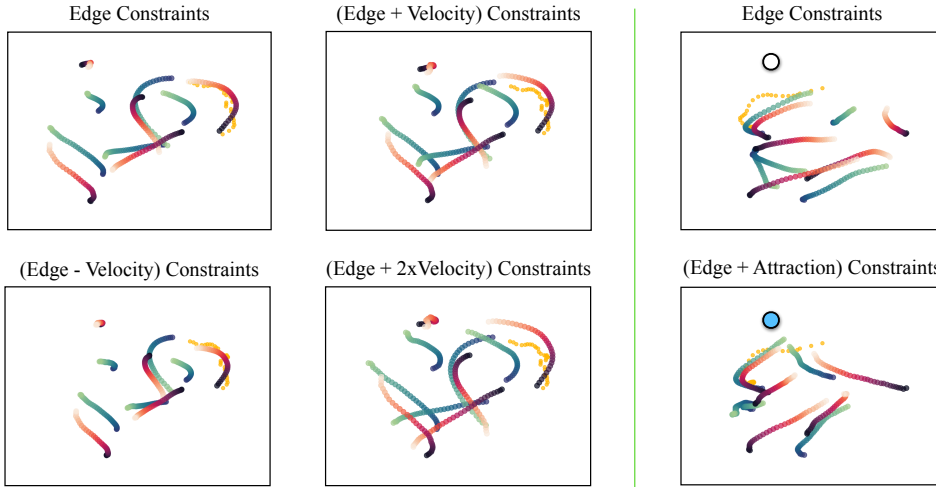 Edge Constraints
(Edge + Velocity) Constraints
Edge Constraints
(Edge - Velocity) Constraints
(Edge + 2xVelocity) Constraints
(Edge + Attraction) Constraints